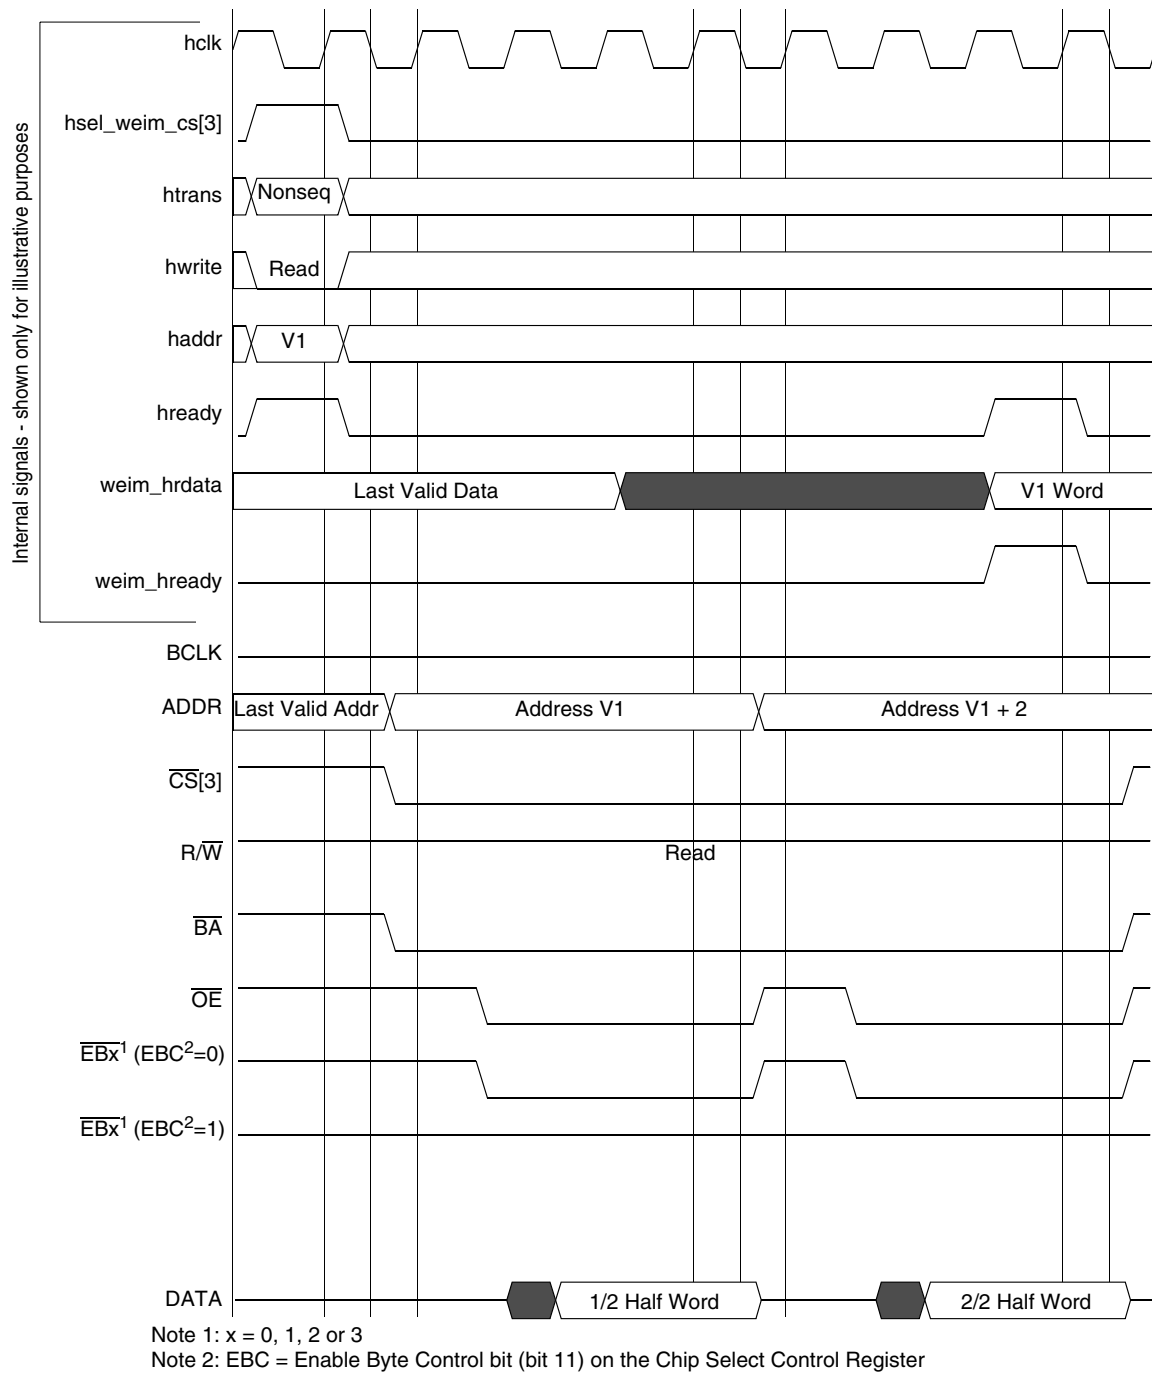 Internal signals - shown only for illustrative purposes
hclk
hsel_weim_cs[3]
htrans Nonseq
hwrite Read
haddr V1
hready
weim_hrdata Last Valid Data V1 Word
weim_hready
BCLK
ADDR Last Valid Addr Address V1 Address V1 + 2
CS[3]
R/W Read
BA
OE
EBx1 (EBC2=0)
EBx1 (EBC2=1)
DATA 1/2 Half Word 2/2 Half Word
Note 1: x = 0, 1, 2 or 3
Note 2: EBC = Enable Byte Control bit (bit 11) on the Chip Select Control Register